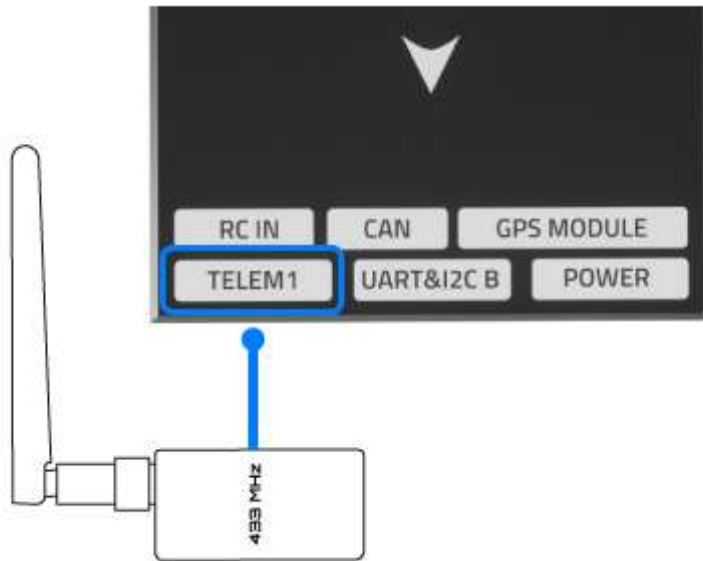 RC IN
CAN
GPS MODULE
TELEM1
UART&I2C B
POWER
433 MHz